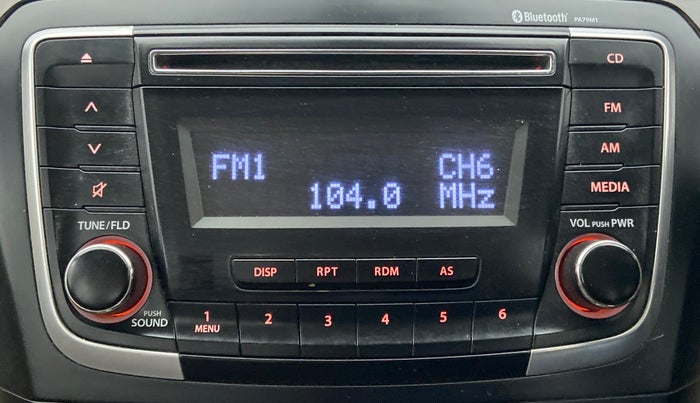 Bluetooth PA79M1
CD
FM
AM
MEDIA
FM1 CH6
104.0 MHz
TUNE/FLD
VOL PUSH PWR
DISP RPT RDM AS
PUSH
SOUND
1 2 3 4 5 6
MENU